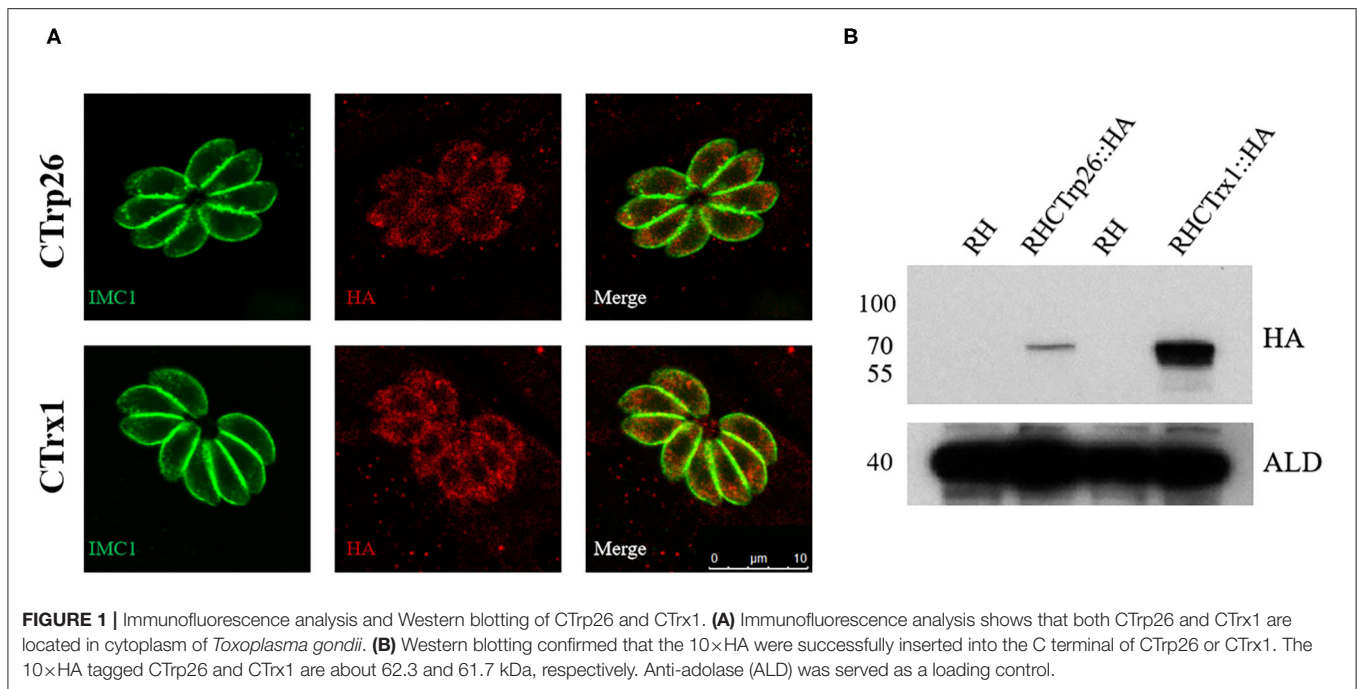 A
B
CTrp26
IMC1
HA
Merge
CTrx1
IMC1
HA
Merge
0 µm 10
RH
RHCTrp26::HA
RH
RHCTrx1::HA
100
70
55
HA
40
ALD
FIGURE 1 | Immunofluorescence analysis and Western blotting of CTrp26 and CTrx1. (A) Immunofluorescence analysis shows that both CTrp26 and CTrx1 are
located in cytoplasm of Toxoplasma gondii. (B) Western blotting confirmed that the 10×HA were successfully inserted into the C terminal of CTrp26 or CTrx1. The
10×HA tagged CTrp26 and CTrx1 are about 62.3 and 61.7 kDa, respectively. Anti-adolase (ALD) was served as a loading control.